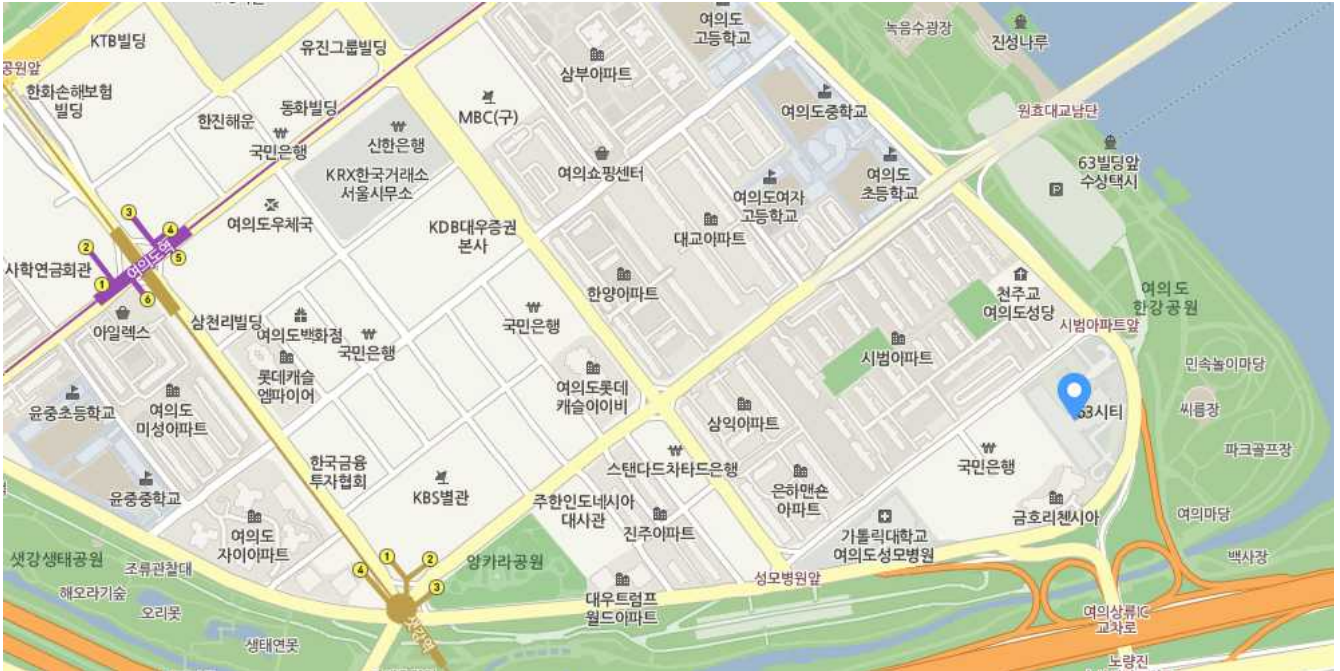 KTB빌딩
유진그룹빌딩
여의도
고등학교
녹음수광장
진성나루
공원앞
한화손해보험
빌딩
삼부아파트
동화빌딩
한진해운
국민은행
신한은행
MBC(구)
여의도중학교
원효대교남단
KRX한국거래소
서울사무소
여의쇼핑센터
여의도여자
고등학교
여의도
초등학교
63빌딩앞
수상택시
P
여의도우체국
KDB대우증권
본사
대교아파트
3
4
2
5
1
6
여의도역
사학연금회관
아일렉스
삼천리빌딩
여의도백화점
국민은행
한양아파트
국민은행
천주교
여의도성당
여의도
한강공원
시범아파트앞
시범아파트
롯데캐슬
엠파이어
여의도롯데
캐슬아이비
민속놀이마당
63시티
씨름장
윤중초등학교
여의도
미성아파트
삼익아파트
파크골프장
한국금융
투자협회
KBS별관
스탠다드차타드은행
국민은행
은하맨숀
아파트
윤중중학교
여의도
자이아파트
주한인도네시아
대사관
진주아파트
가톨릭대학교
여의도성모병원
금호리첸시아
여의마당
샛강생태공원
조류관찰대
해오라기숲
오리못
생태연못
1
2
4
3
샛강역
앙카라공원
대우트럼프
월드아파트
성모병원앞
백사장
여의상류IC
교차로
노량진